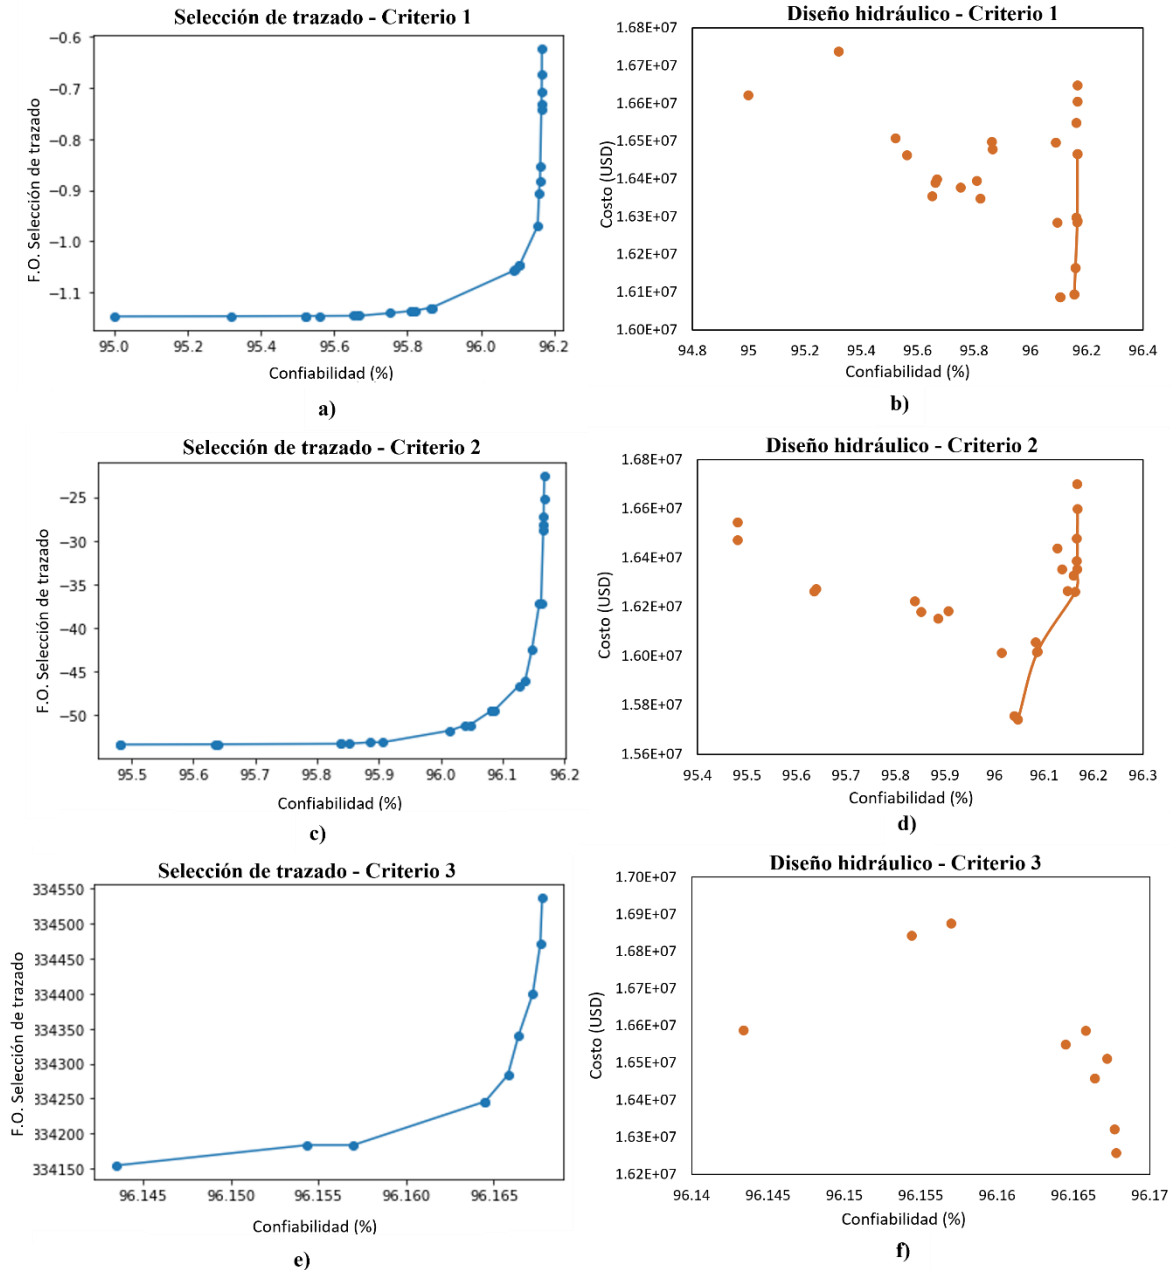 Selección de trazado - Criterio 1
F.O. Selección de trazado
−0.6
−0.7
−0.8
−0.9
−1.0
−1.1
95.0 95.2 95.4 95.6 95.8 96.0 96.2
Confiabilidad (%)
a)
Diseño hidráulico - Criterio 1
Costo (USD)
1.68E+07
1.67E+07
1.66E+07
1.65E+07
1.64E+07
1.63E+07
1.62E+07
1.61E+07
1.60E+07
94.8 95 95.2 95.4 95.6 95.8 96 96.2 96.4
Confiabilidad (%)
b)
Selección de trazado - Criterio 2
F.O. Selección de trazado
−25
−30
−35
−40
−45
−50
95.5 95.6 95.7 95.8 95.9 96.0 96.1 96.2
Confiabilidad (%)
c)
Diseño hidráulico - Criterio 2
Costo (USD)
1.68E+07
1.66E+07
1.64E+07
1.62E+07
1.60E+07
1.58E+07
1.56E+07
95.4 95.5 95.6 95.7 95.8 95.9 96 96.1 96.2 96.3
Confiabilidad (%)
d)
Selección de trazado - Criterio 3
F.O. Selección de trazado
334550
334500
334450
334400
334350
334300
334250
334200
334150
96.145 96.150 96.155 96.160 96.165
Confiabilidad (%)
e)
Diseño hidráulico - Criterio 3
Costo (USD)
1.70E+07
1.69E+07
1.68E+07
1.67E+07
1.66E+07
1.65E+07
1.64E+07
1.63E+07
1.62E+07
96.14 96.145 96.15 96.155 96.16 96.165 96.17
Confiabilidad (%)
f)